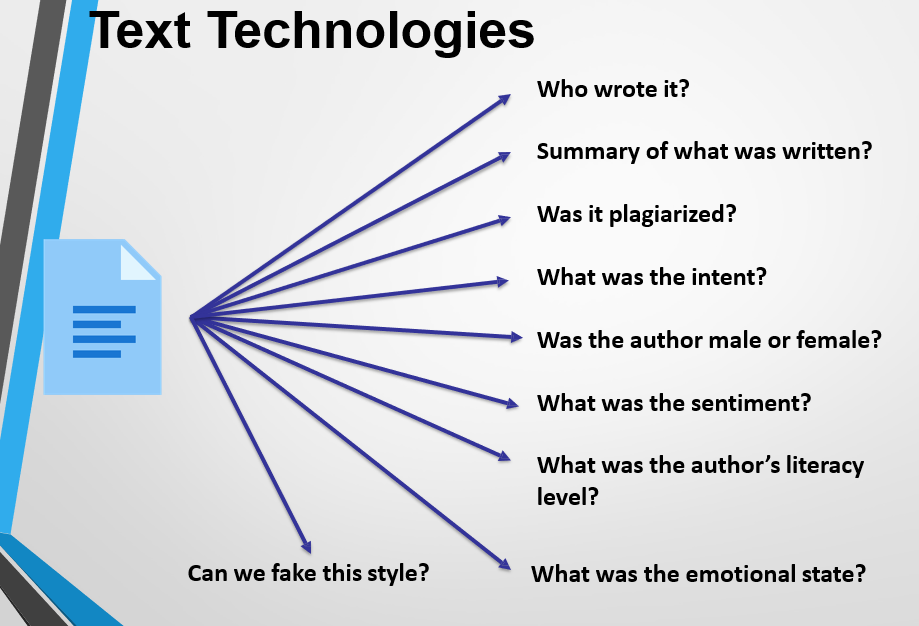 Text Technologies
Who wrote it?
Summary of what was written?
Was it plagiarized?
What was the intent?
Was the author male or female?
What was the sentiment?
What was the author’s literacy
level?
Can we fake this style?
What was the emotional state?